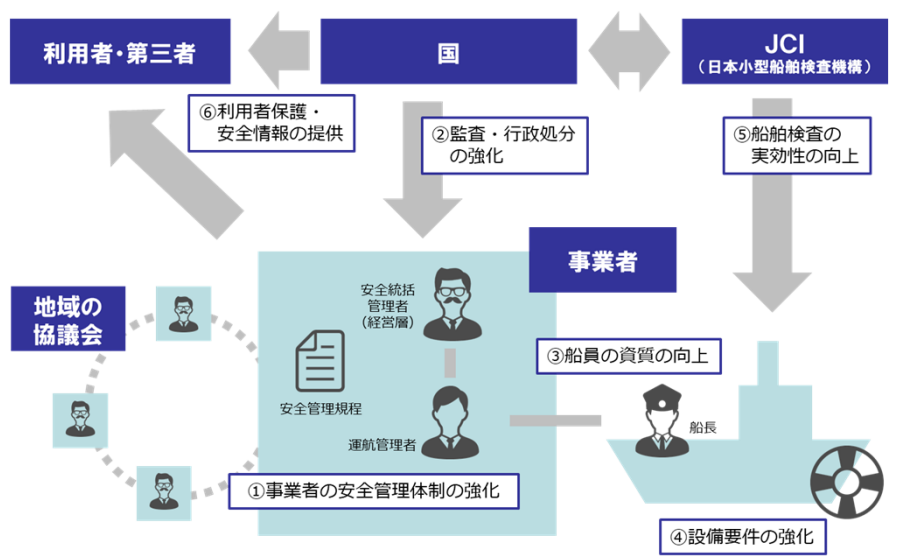 利用者・第三者
国
JCI
（日本小型船舶検査機構）
⑥利用者保護・
安全情報の提供
②監査・行政処分
の強化
⑤船舶検査の
実効性の向上
事業者
地域の
協議会
安全統括
管理者
（経営層）
③船員の資質の向上
安全管理規程
運航管理者
船長
①事業者の安全管理体制の強化
④設備要件の強化